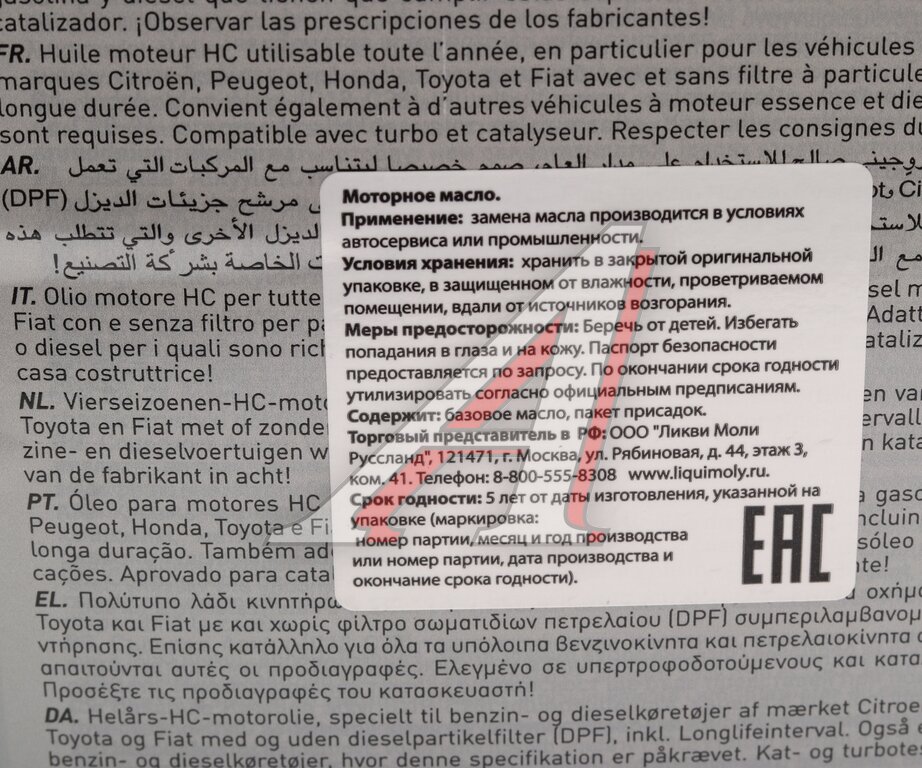 catalizador. ¡Observar las prescripciones de los fabricantes!
FR. Huile moteur HC utilisable toute l'année, en particulier pour les véhicules
marques Citroën, Peugeot, Honda, Toyota et Fiat avec et sans filtre à particule
longue durée. Convient également à d'autres véhicules à moteur essence et die
sont requises. Compatible avec turbo et catalyseur. Respecter les consignes du
AR.
مرشح جزيئات الديزل (DPF)
لديزل الأخرى والتي تتطلب هذه
الخاصة بشركة التصنيع!
Моторное масло.
Применение: замена масла производится в условиях
автосервиса или промышленности.
Условия хранения: хранить в закрытой оригинальной
упаковке, в защищенном от влажности, проветриваемом
помещении, вдали от источников возгорания.
Меры предосторожности: Беречь от детей. Избегать
попадания в глаза и на кожу. Паспорт безопасности
предоставляется по запросу. По окончании срока годности
утилизировать согласно официальным предписаниям.
Содержит: базовое масло, пакет присадок.
Торговый представитель в РФ: ООО "Ликви Моли
Руссланд", 121471, г. Москва, ул. Рябиновая, д. 44, этаж 3,
ком. 41. Телефон: 8-800-555-8308 www.liquimoly.ru.
Срок годности: 5 лет от даты изготовления, указанной на
упаковке (маркировка:
номер партии, месяц и год производства
или номер партии, дата производства и
окончание срока годности).
EAC
IT. Olio motore HC per tutte
Fiat con e senza filtro per pa
o diesel per i quali sono rich
casa costruttrice!
NL. Vierseizoenen-HC-moto
Toyota en Fiat met of zonder
zine- en dieselvoertuigen w
van de fabrikant in acht!
PT. Óleo para motores HC
Peugeot, Honda, Toyota e Fi
longa duração. Também ade
cações. Aprovado para cata
EL. Πολύτυπο λάδι κινητήρω
Toyota και Fiat με και χωρίς φίλτρο σωματιδίων πετρελαίου (DPF) συμπεριλαμβανομ
ντήρησης. Επίσης κατάλληλο για όλα τα υπόλοιπα βενζινοκίνητα και πετρελαιοκίνητα
απαιτούνται αυτές οι προδιαγραφές. Ελεγμένο σε υπερτροφοδοτούμενους και κατα
Προσέξτε τις προδιαγραφές του κατασκευαστή!
DA. Helårs-HC-motorolie, specielt til benzin- og dieselkøretøjer af mærket Citroe
Toyota og Fiat med og uden dieselpartikelfilter (DPF), inkl. Longlifeinterval. Også e
benzin- og dieselkøretøjer, hvor denne specifikation er påkrævet. Kat- og turbotes